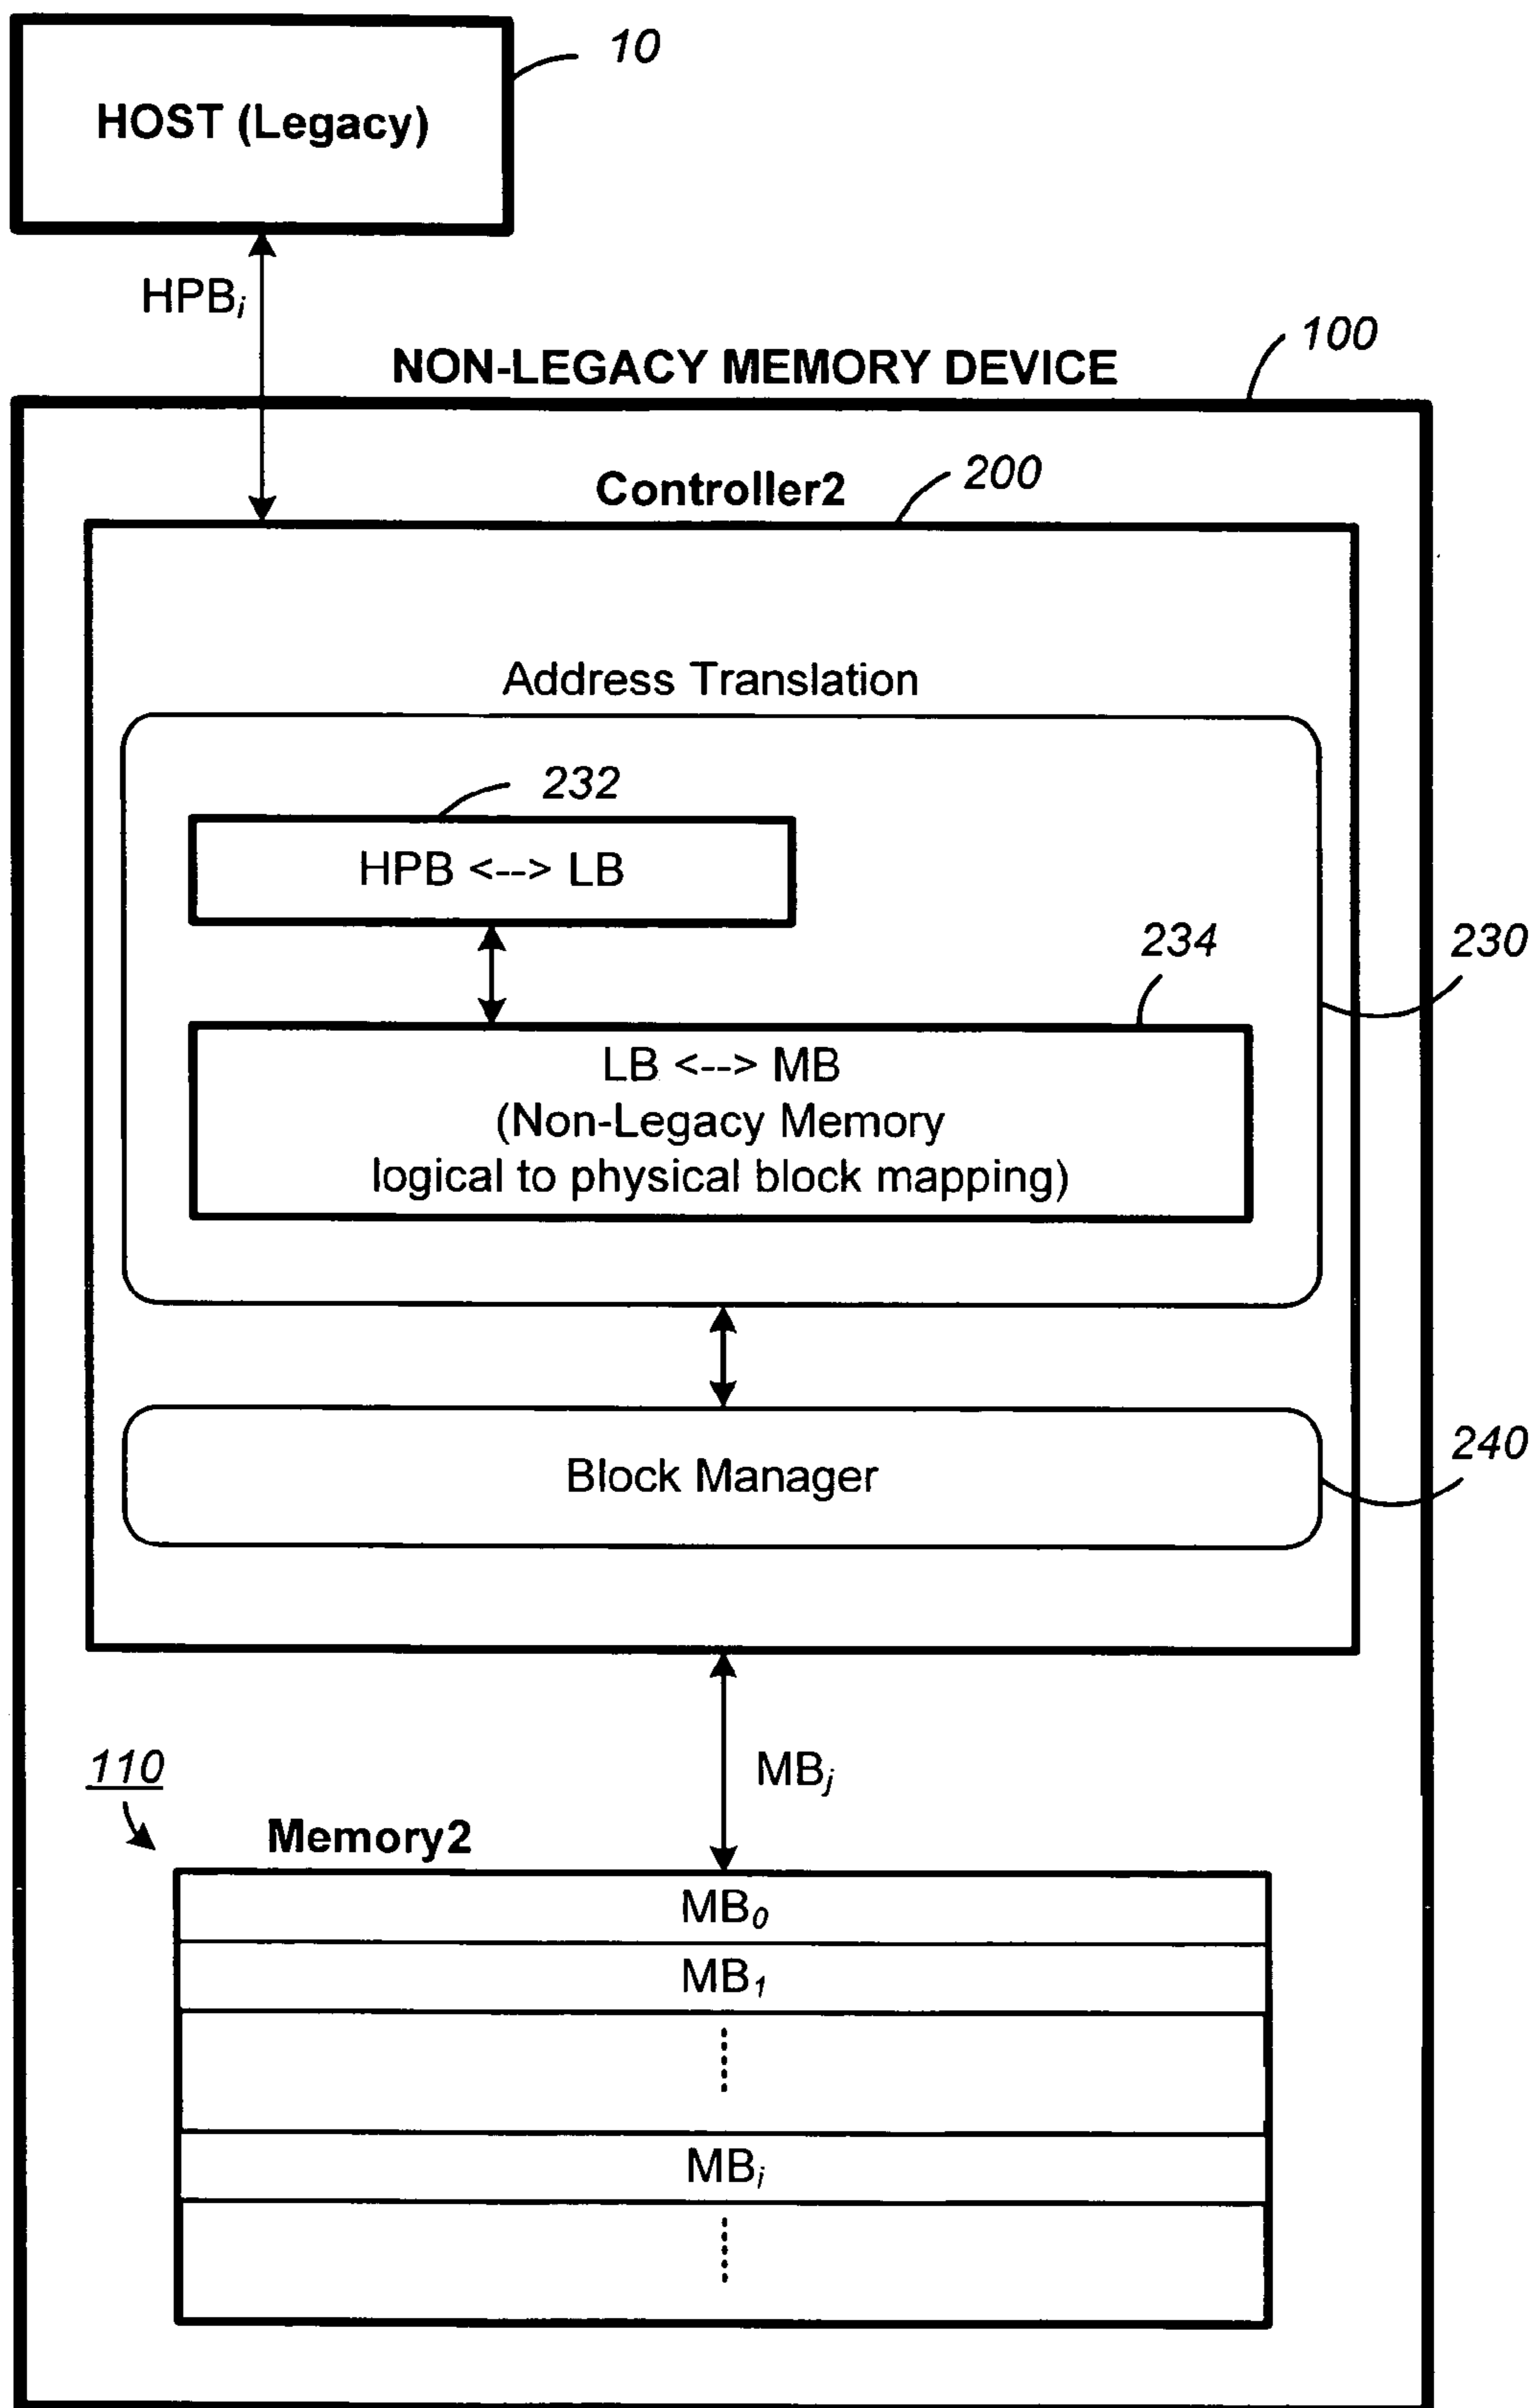 10
HOST (Legacy)
HPBi
100
NON-LEGACY MEMORY DEVICE
Controller2
200
Address Translation
232
HPB <--> LB
234
230
LB <--> MB
(Non-Legacy Memory
logical to physical block mapping)
240
Block Manager
110
MBj
Memory2
MB0
MB1
MBi